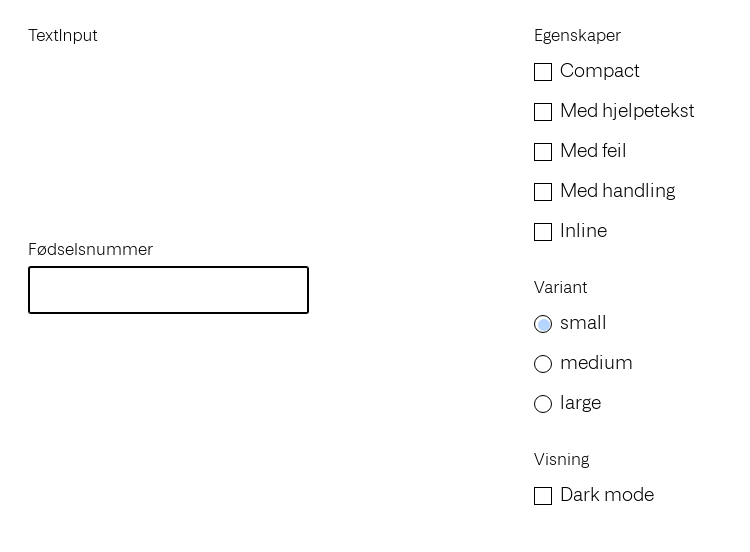 TextInput
Fødselsnummer
Egenskaper
Compact
Med hjelpetekst
Med feil
Med handling
Inline
Variant
small
medium
large
Visning
Dark mode